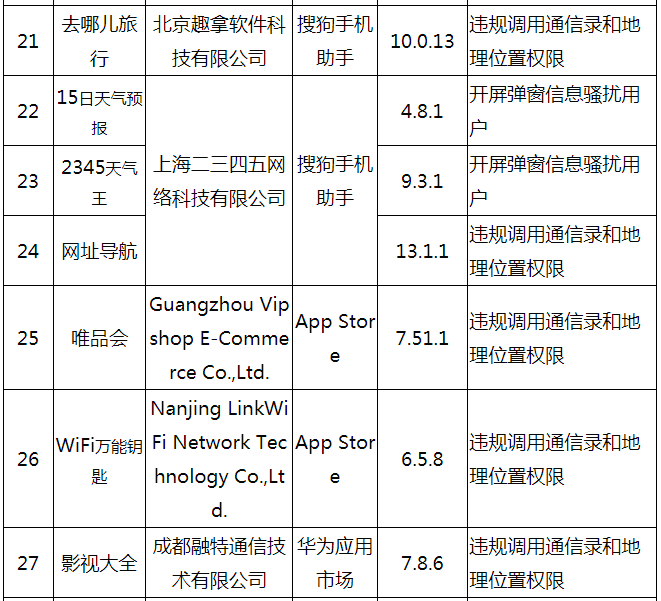 21
去哪儿旅
行
北京趣拿软件科
技有限公司
搜狗手机
助手
10.0.13
违规调用通信录和地
理位置权限
22
15日天气预
报
上海二三四五网
络科技有限公司
搜狗手机
助手
4.8.1
开屏弹窗信息骚扰用
户
23
2345天气
王
9.3.1
开屏弹窗信息骚扰用
户
24
网址导航
13.1.1
违规调用通信录和地
理位置权限
25
唯品会
Guangzhou Vip
shop E-Comme
rce Co.,Ltd.
App Stor
e
7.51.1
违规调用通信录和地
理位置权限
26
WiFi万能钥
匙
Nanjing LinkWi
Fi Network Tec
hnology Co.,Lt
d.
App Stor
e
6.5.8
违规调用通信录和地
理位置权限
27
影视大全
成都融特通信技
术有限公司
华为应用
市场
7.8.6
违规调用通信录和地
理位置权限